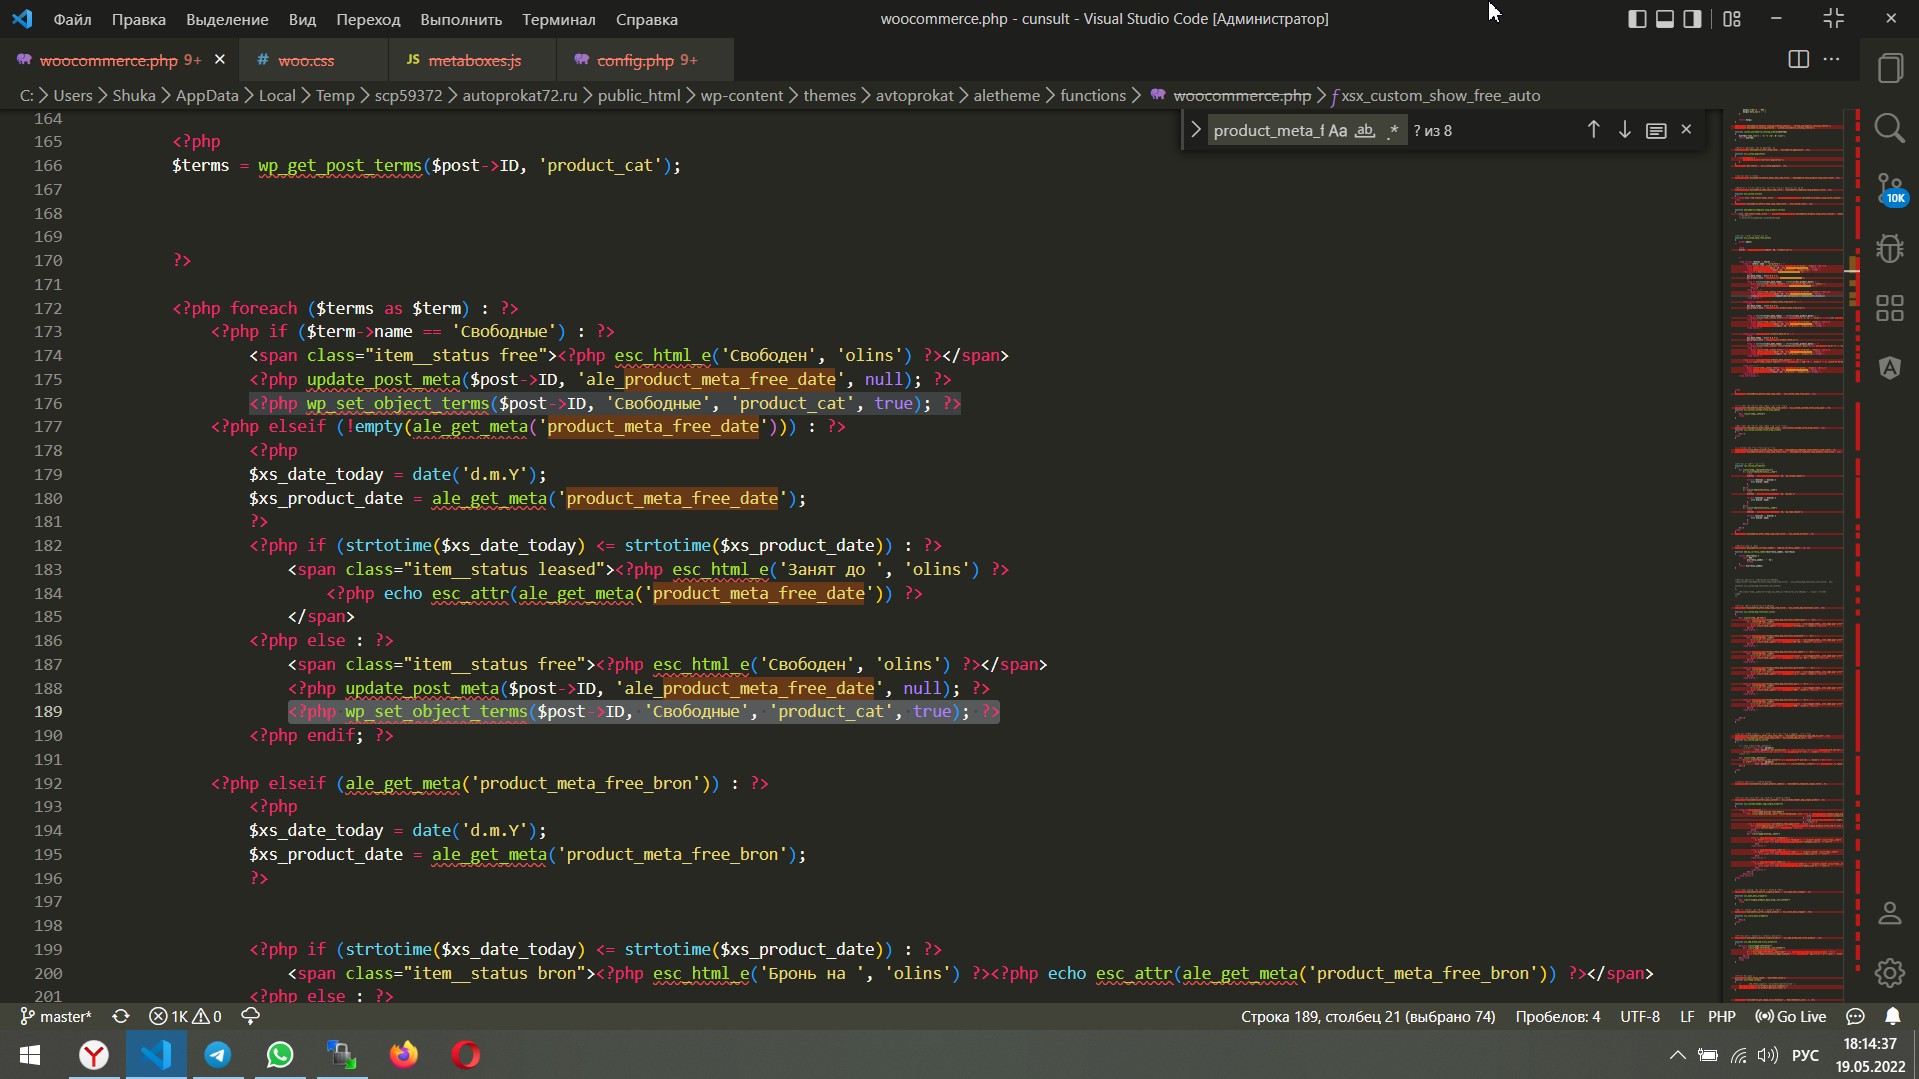 Файл Правка Выделение Вид Переход Выполнить Терминал Справка woocommerce.php - cunsult - Visual Studio Code [Администратор]
woocommerce.php 9+ # woo.css JS metaboxes.js config.php 9+
C: > Users > Shuka > AppData > Local > Temp > scp59372 > autoprokat72.ru > public_html > wp-content > themes > avtoprokat > aletheme > functions > woocommerce.php > xsx_custom_show_free_auto
product_meta_f Aa ab .* ? из 8
164
165 <?php
166 $terms = wp_get_post_terms($post->ID, 'product_cat');
167
168
169
170 ?>
171
172 <?php foreach ($terms as $term) : ?>
173 <?php if ($term->name == 'Свободные') : ?>
174 <span class="item__status free"><?php esc_html_e('Свободен', 'olins') ?></span>
175 <?php update_post_meta($post->ID, 'ale_product_meta_free_date', null); ?>
176 <?php wp_set_object_terms($post->ID, 'Свободные', 'product_cat', true); ?>
177 <?php elseif (!empty(ale_get_meta('product_meta_free_date'))) : ?>
178 <?php
179 $xs_date_today = date('d.m.Y');
180 $xs_product_date = ale_get_meta('product_meta_free_date');
181 ?>
182 <?php if (strtotime($xs_date_today) <= strtotime($xs_product_date)) : ?>
183 <span class="item__status leased"><?php esc_html_e('Занят до ', 'olins') ?>
184 <?php echo esc_attr(ale_get_meta('product_meta_free_date')) ?>
185 </span>
186 <?php else : ?>
187 <span class="item__status free"><?php esc_html_e('Свободен', 'olins') ?></span>
188 <?php update_post_meta($post->ID, 'ale_product_meta_free_date', null); ?>
189 <?php wp_set_object_terms($post->ID, 'Свободные', 'product_cat', true); ?>
190 <?php endif; ?>
191
192 <?php elseif (ale_get_meta('product_meta_free_bron')) : ?>
193 <?php
194 $xs_date_today = date('d.m.Y');
195 $xs_product_date = ale_get_meta('product_meta_free_bron');
196 ?>
197
198
199 <?php if (strtotime($xs_date_today) <= strtotime($xs_product_date)) : ?>
200 <span class="item__status bron"><?php esc_html_e('Бронь на ', 'olins') ?><?php echo esc_attr(ale_get_meta('product_meta_free_bron')) ?></span>
201 <?php else : ?>
10K
master* 1K 0 Строка 189, столбец 21 (выбрано 74) Пробелов: 4 UTF-8 LF PHP Go Live
РУС 18:14:37
19.05.2022